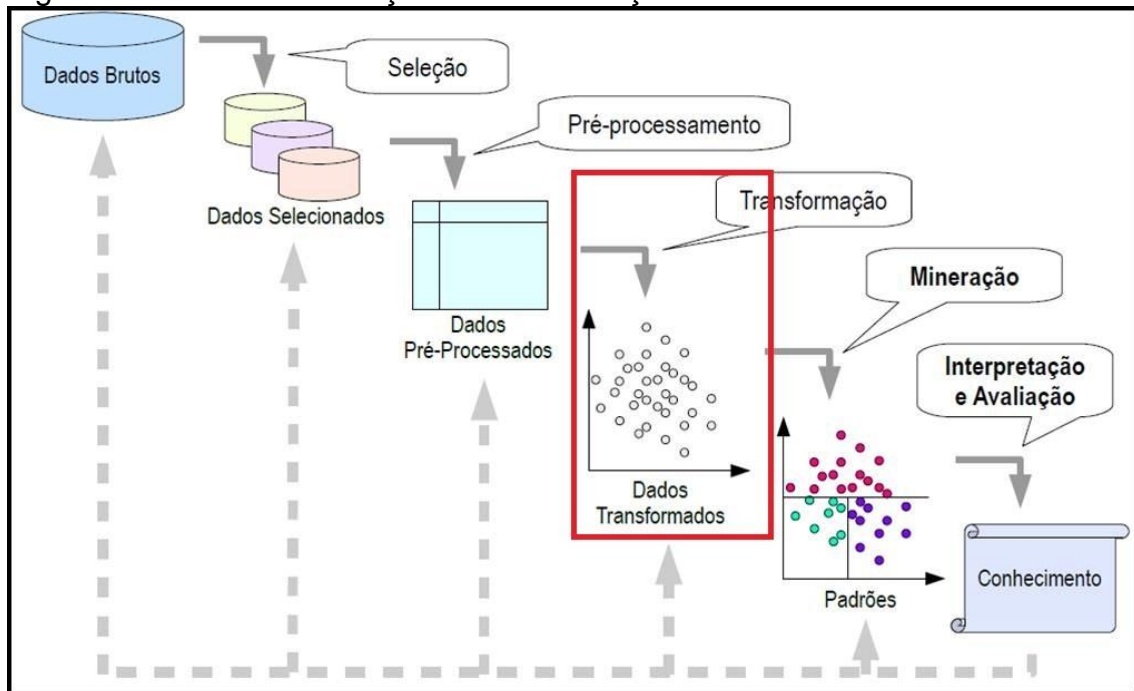 Dados Brutos
Seleção
Pré-processamento
Dados Selecionados
Transformação
Dados
Pré-Processados
Mineração
Interpretação
e Avaliação
Dados
Transformados
Padrões
Conhecimento